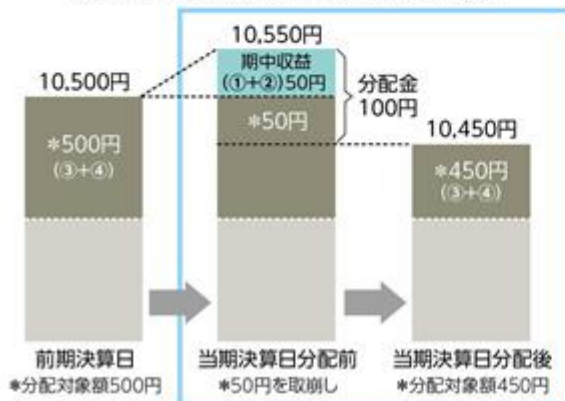 10,550円
期中収益
(①+②)50円
10,500円
分配金
100円
*50円
10,450円
*500円
(③+④)
*450円
(③+④)
前期決算日
当期決算日分配前
当期決算日分配後
*分配対象額500円
*50円を取崩し
*分配対象額450円